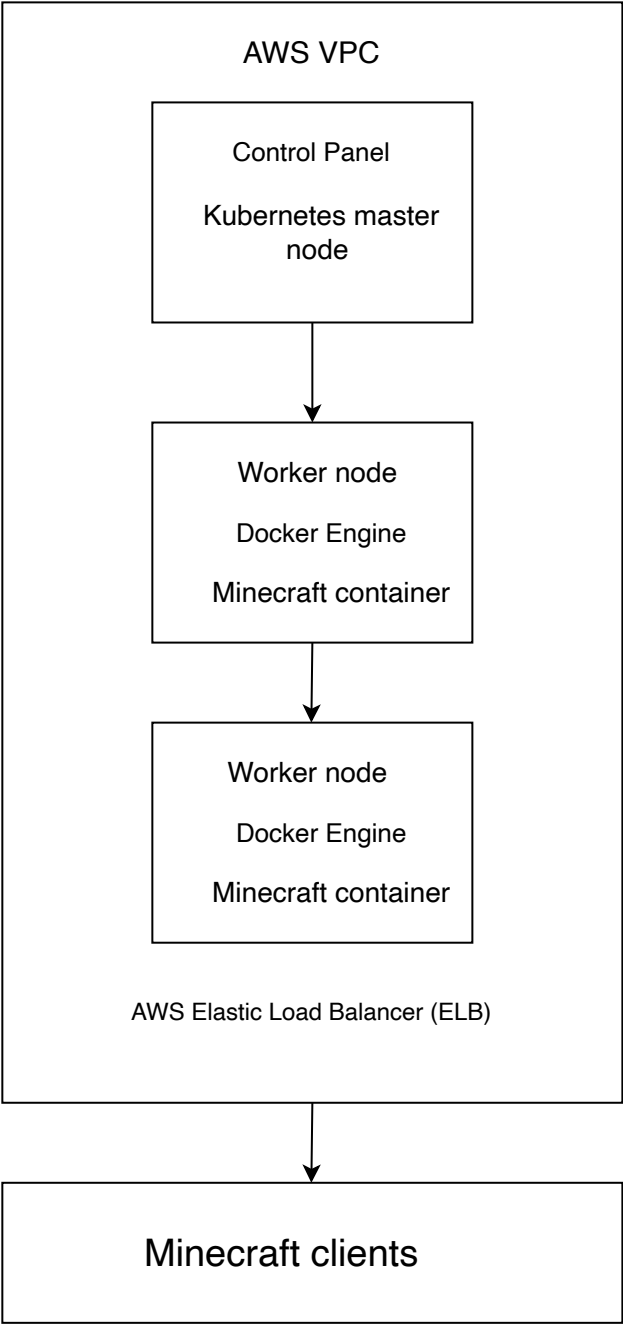 AWS VPC
Control Panel
Kubernetes master
node
Worker node
Docker Engine
Minecraft container
Worker node
Docker Engine
Minecraft container
AWS Elastic Load Balancer (ELB)
Minecraft clients